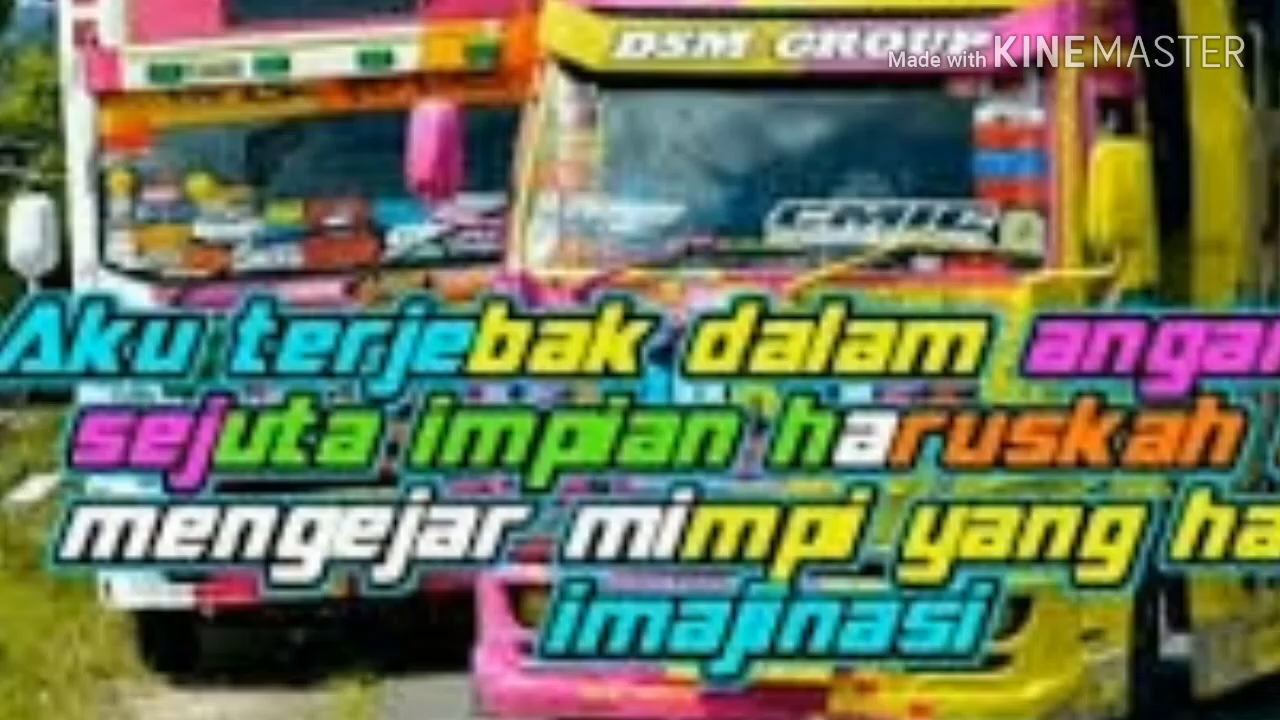 DSM GROUP
Made with KINEMASTER
Aku terjebak dalam
sejuta impian haruskah
mengejar mimpi yang
imajinasi